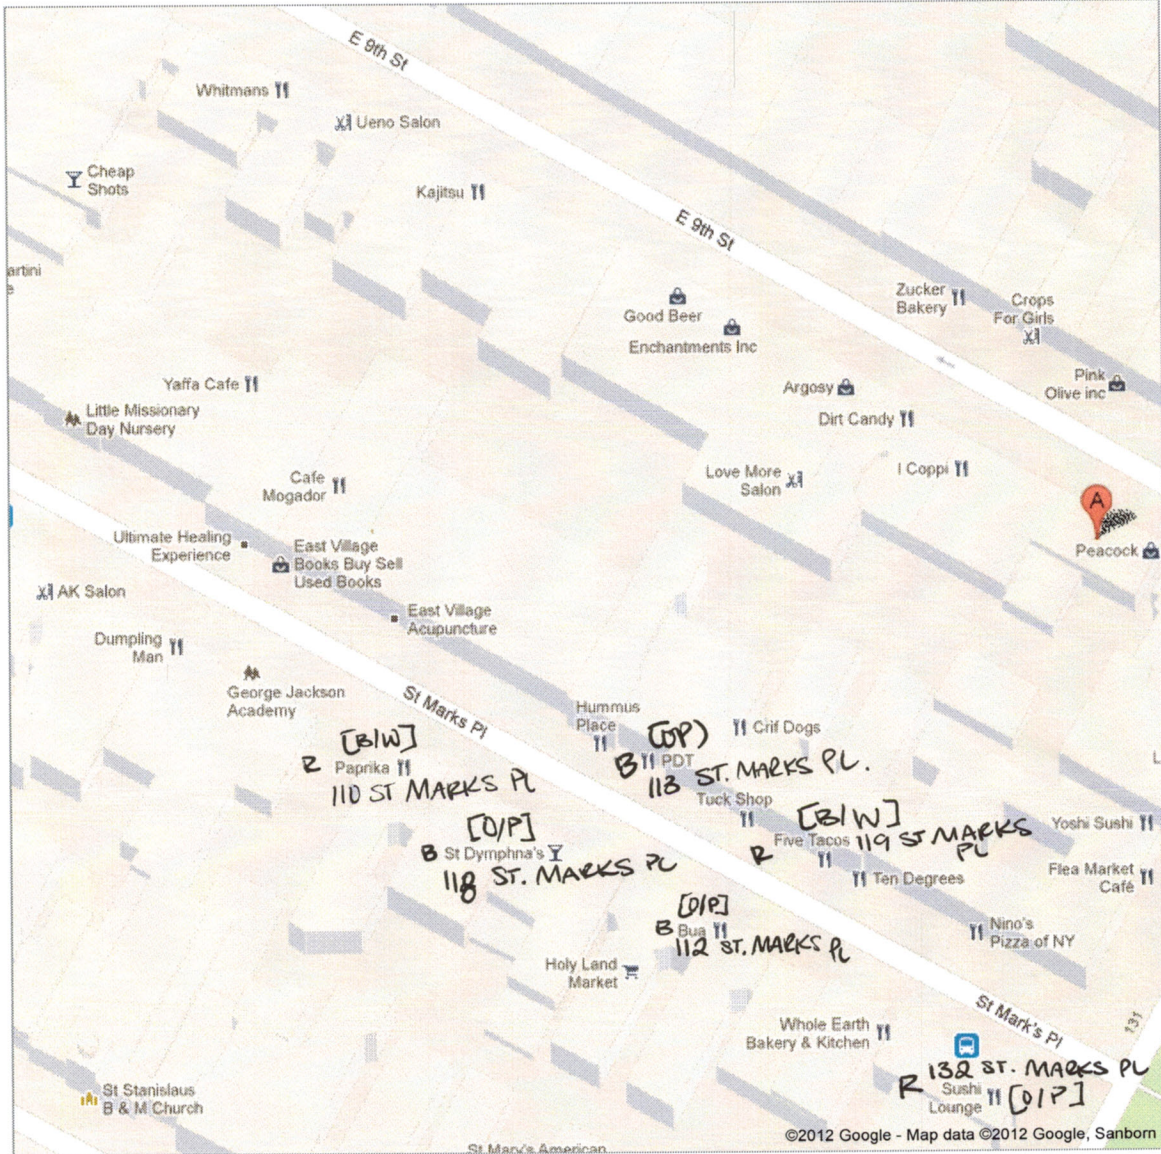 E 9th St
Whitmans
Ueno Salon
Cheap
Shots
Kajitsu
E 9th St
artini
e
Zucker
Bakery
Crops
For Girls
Good Beer
Enchantments Inc
Pink
Olive inc
Argosy
Dirt Candy
Yaffa Cafe
Little Missionary
Day Nursery
Love More
Salon
I Coppi
Cafe
Mogador
A
Peacock
Ultimate Healing
Experience
East Village
Books Buy Sell
Used Books
AK Salon
East Village
Acupuncture
Dumpling
Man
George Jackson
Academy
St Marks Pl
Hummus
Place
Crif Dogs
[B/W]
R Paprika
110 ST MARKS PL
[OP)
B PDT
113 ST. MARKS PL.
Tuck Shop
[B/W]
R Five Tacos 119 ST MARKS
PL
Yoshi Sushi
[O/P]
B St Dymphna's
118 ST. MARKS PL
Ten Degrees
Flea Market
Café
[O/P]
B Bua
112 ST. MARKS PL
Nino's
Pizza of NY
Holy Land
Market
St Mark's Pl
131
Whole Earth
Bakery & Kitchen
132 ST. MARKS PL
R Sushi
Lounge [O/P]
St Stanislaus
B & M Church
©2012 Google - Map data ©2012 Google, Sanborn
St Mary's American